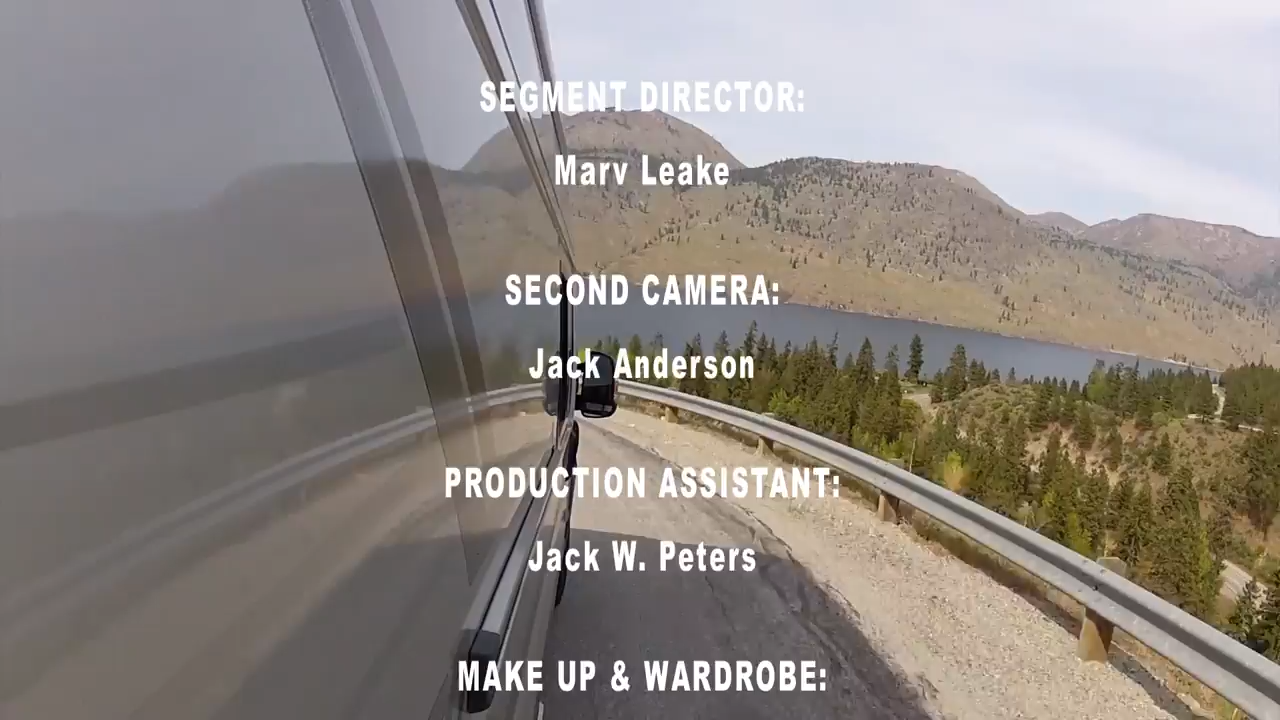 SEGMENT DIRECTOR:
Marv Leake
SECOND CAMERA:
Jack Anderson
PRODUCTION ASSISTANT:
Jack W. Peters
MAKE UP & WARDROBE: